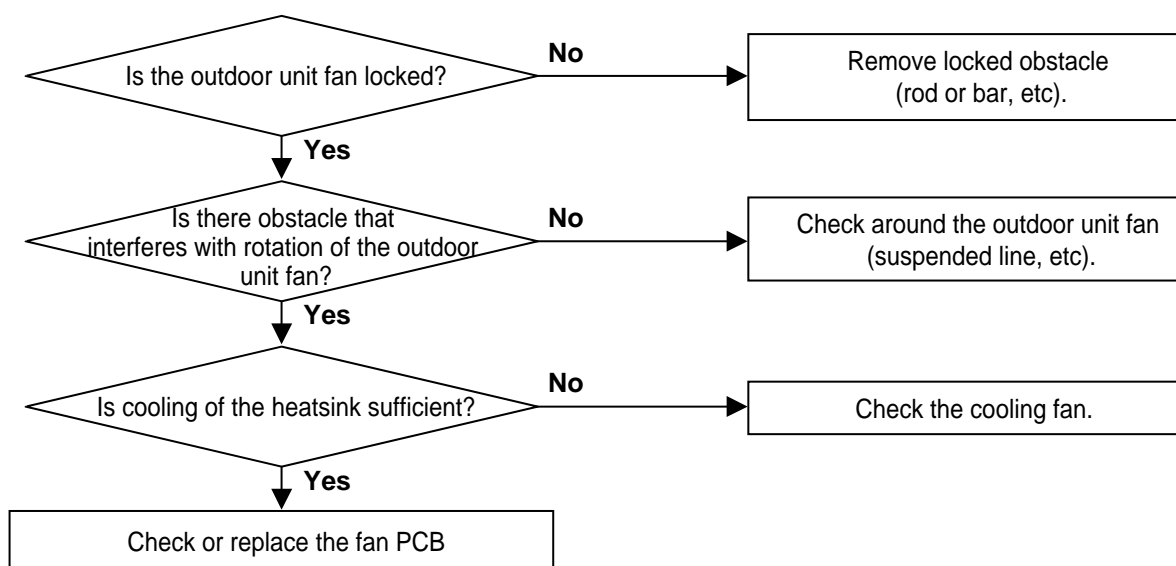 Is the outdoor unit fan locked?
No
Remove locked obstacle
(rod or bar, etc).
Yes
Is there obstacle that
interferes with rotation of the outdoor
unit fan?
No
Check around the outdoor unit fan
(suspended line, etc).
Yes
Is cooling of the heatsink sufficient?
No
Check the cooling fan.
Yes
Check or replace the fan PCB